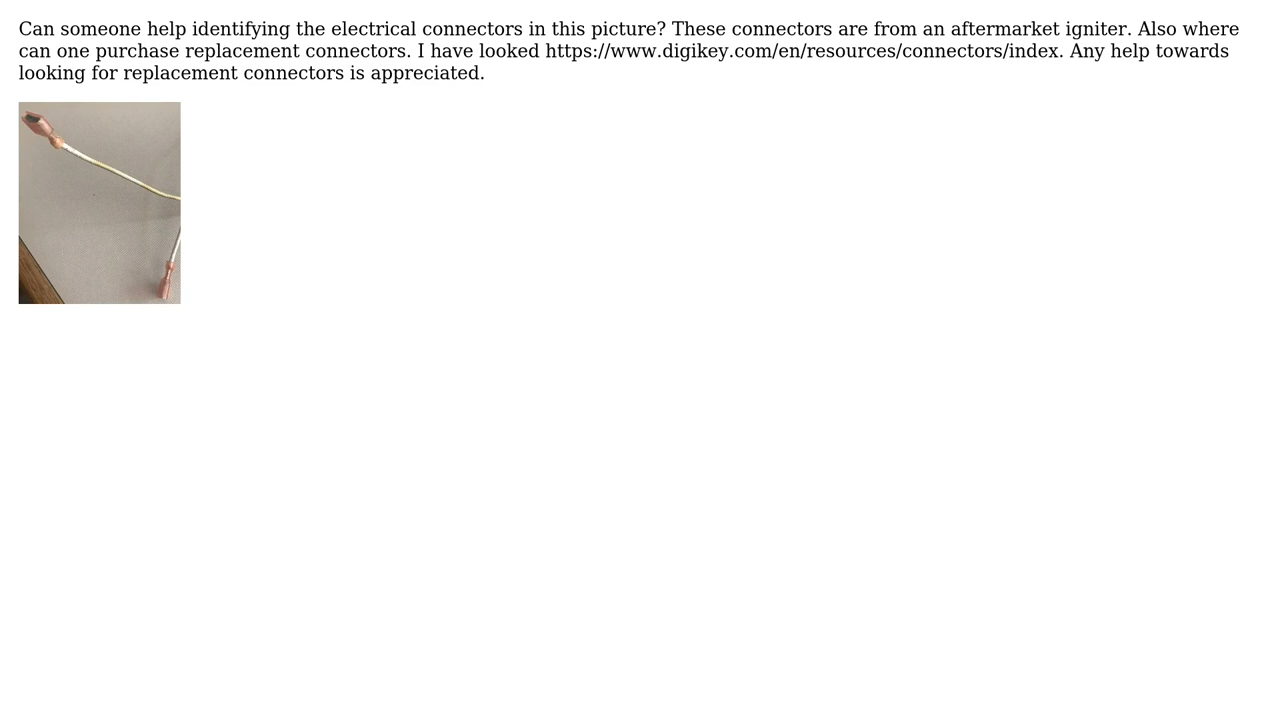 Can someone help identifying the electrical connectors in this picture? These connectors are from an aftermarket igniter. Also where
can one purchase replacement connectors. I have looked https://www.digikey.com/en/resources/connectors/index. Any help towards
looking for replacement connectors is appreciated.